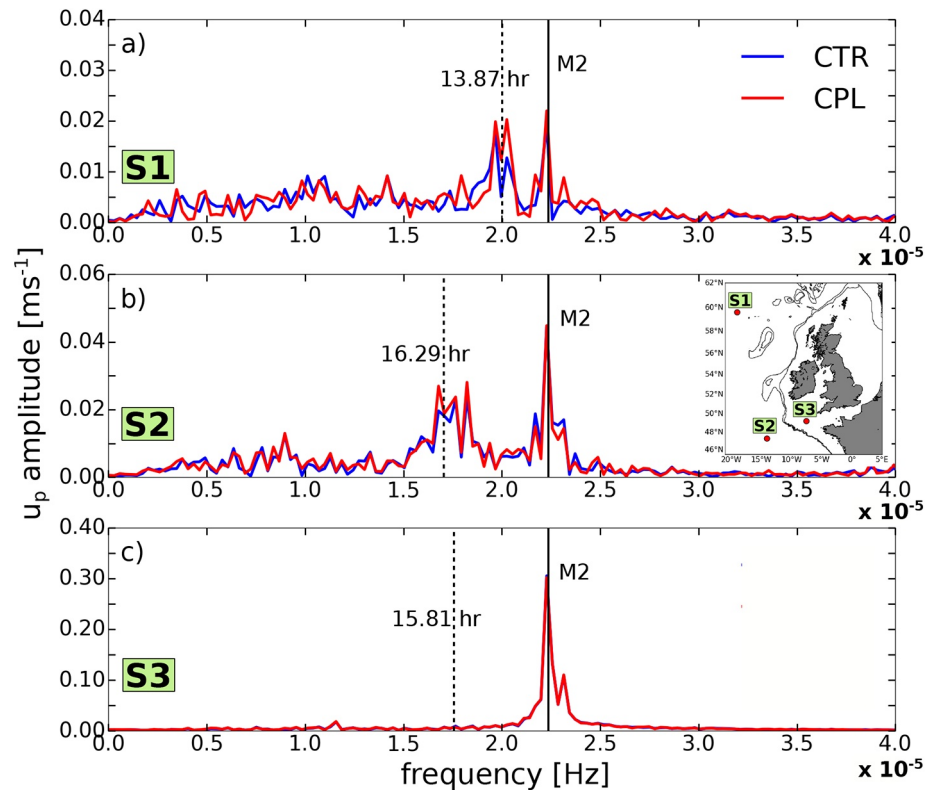 a)
13.87 hr
M2
CTR
CPL
S1
0.04
0.03
0.02
0.01
0.00
0.0 0.5 1.0 1.5 2.0 2.5 3.0 3.5 4.0
x 10⁻⁵
uₚ amplitude [ms⁻¹]
b)
16.29 hr
M2
S2
0.06
0.04
0.02
0.00
0.0 0.5 1.0 1.5 2.0 2.5 3.0 3.5 4.0
x 10⁻⁵
62°N
60°N
58°N
56°N
54°N
52°N
50°N
48°N
46°N
20°W 15°W 10°W 5°W 0° 5°E
S1
S3
S2
c)
15.81 hr
M2
S3
0.40
0.30
0.20
0.10
0.00
0.0 0.5 1.0 1.5 2.0 2.5 3.0 3.5 4.0
x 10⁻⁵
frequency [Hz]